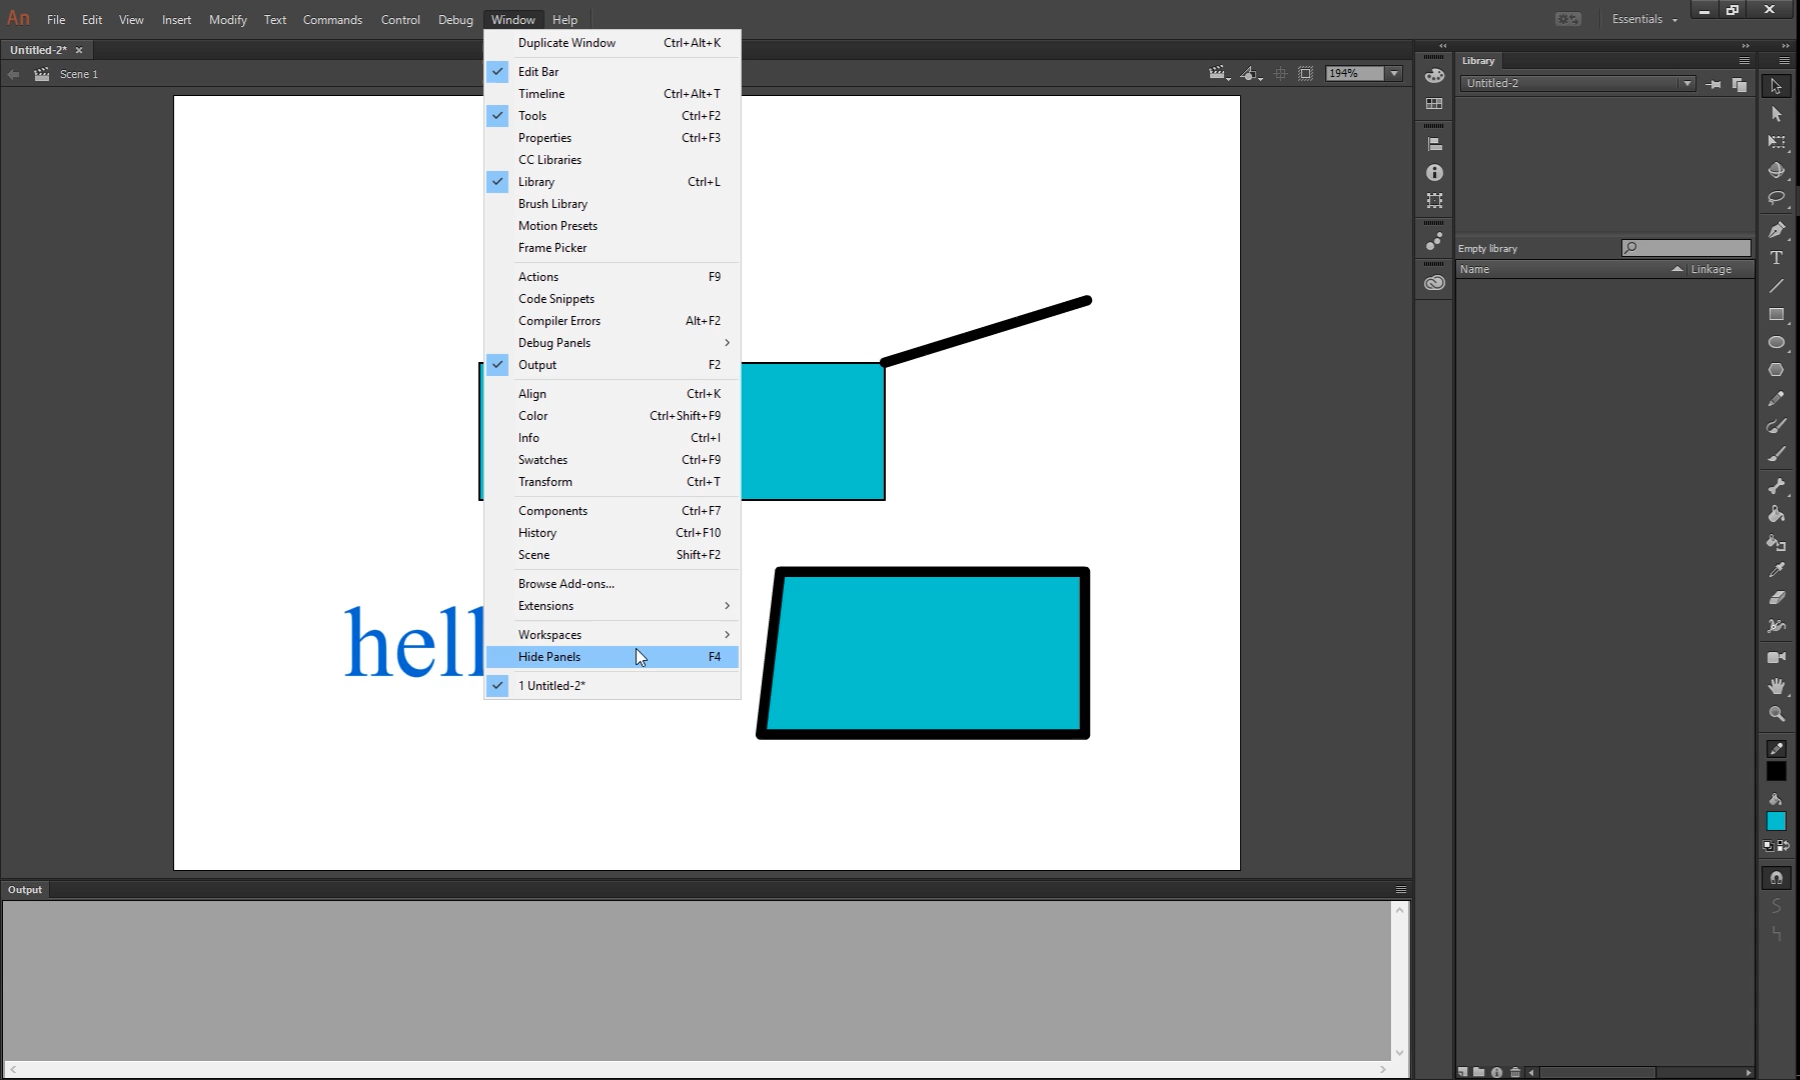 An File Edit View Insert Modify Text Commands Control Debug Window Help Essentials
Untitled-2* ×
Scene 1
194%
Duplicate Window Ctrl+Alt+K
Edit Bar
Timeline Ctrl+Alt+T
Tools Ctrl+F2
Properties Ctrl+F3
CC Libraries
Library Ctrl+L
Brush Library
Motion Presets
Frame Picker
Actions F9
Code Snippets
Compiler Errors Alt+F2
Debug Panels
Output F2
Align Ctrl+K
Color Ctrl+Shift+F9
Info Ctrl+I
Swatches Ctrl+F9
Transform Ctrl+T
Components Ctrl+F7
History Ctrl+F10
Scene Shift+F2
Browse Add-ons...
Extensions
Workspaces
Hide Panels F4
1 Untitled-2*
hell
Library
Untitled-2
Empty library
Name Linkage
Output